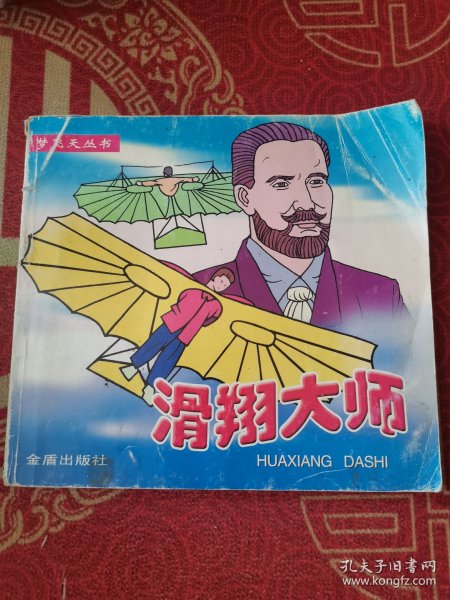 梦飞天丛书
滑翔大师
金盾出版社
HUAXIANG DASHI
孔夫子旧书网
www.kongfz.com